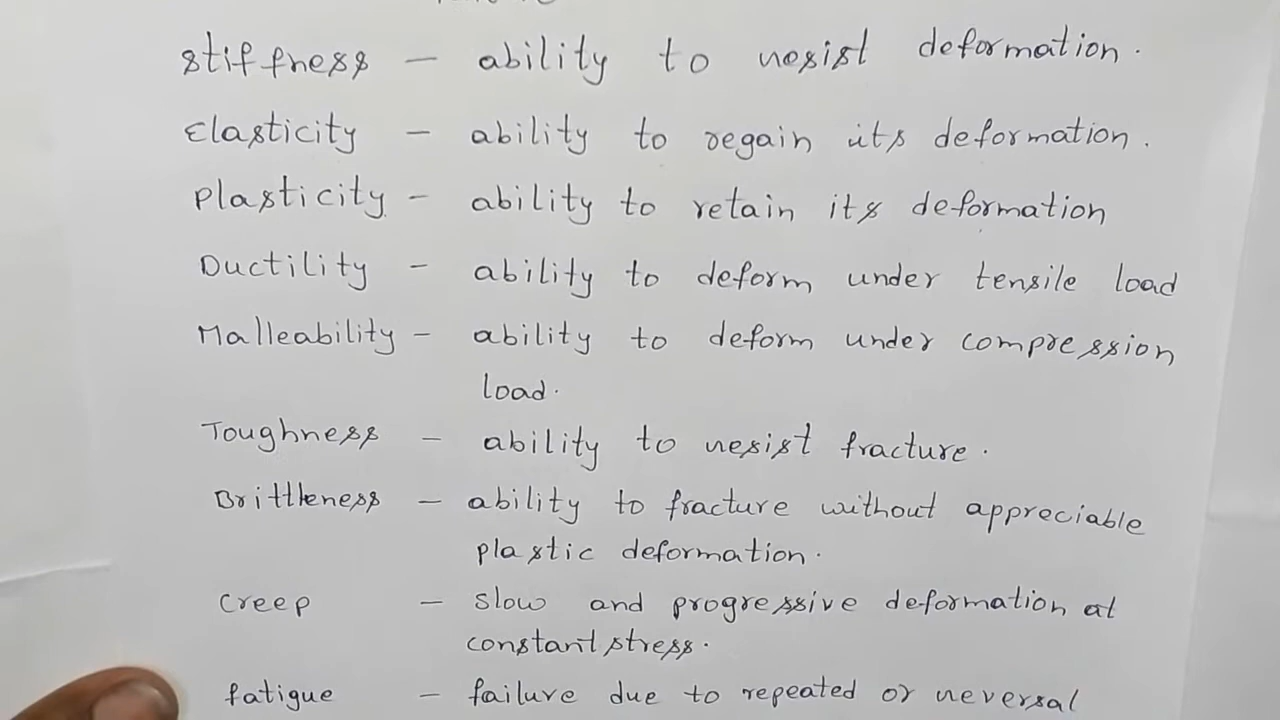 Stiffness – ability to resist deformation.
Elasticity – ability to regain its deformation.
Plasticity – ability to retain its deformation
Ductility – ability to deform under tensile load
Malleability – ability to deform under compression
load.
Toughness – ability to resist fracture.
Brittleness – ability to fracture without appreciable
plastic deformation.
Creep – slow and progressive deformation at
constant stress.
fatigue – failure due to repeated or reversal